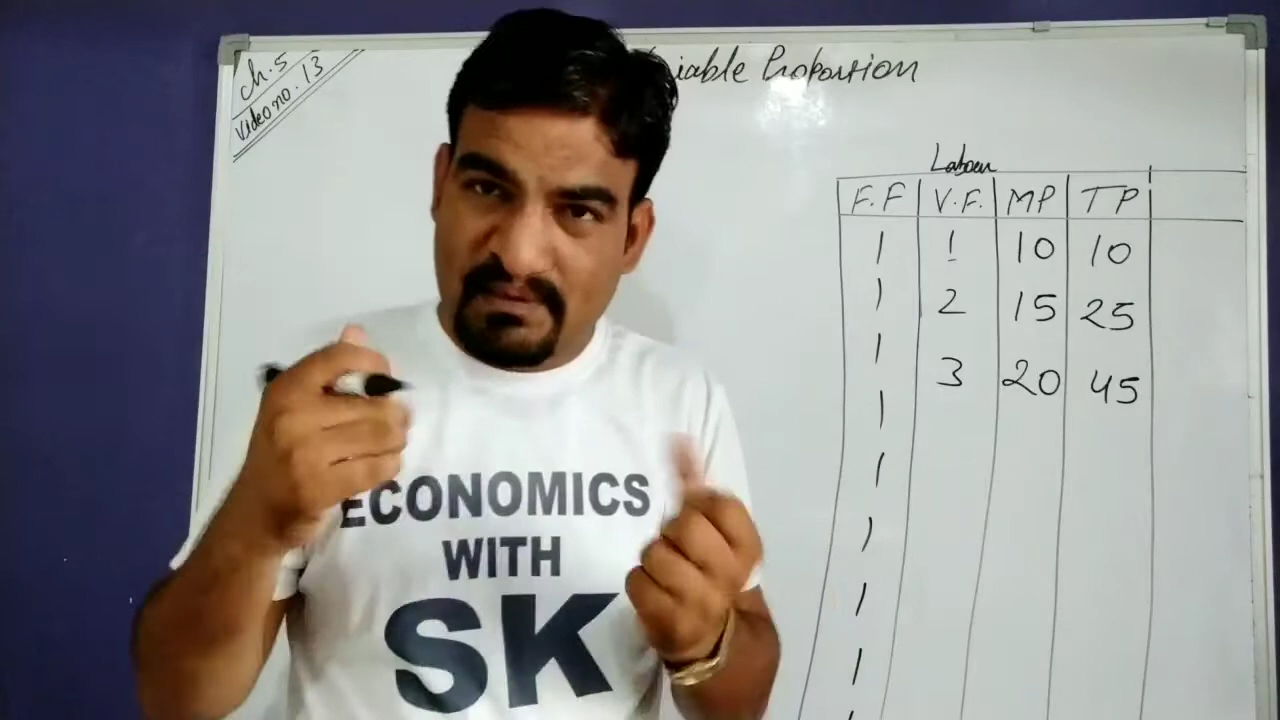 Ch. 5
Video no. 13
iable Proportion
Labour
F.F V.F. MP TP
1 1 10 10
1 2 15 25
1 3 20 45
1
1
1
1
1
ECONOMICS
WITH
SK